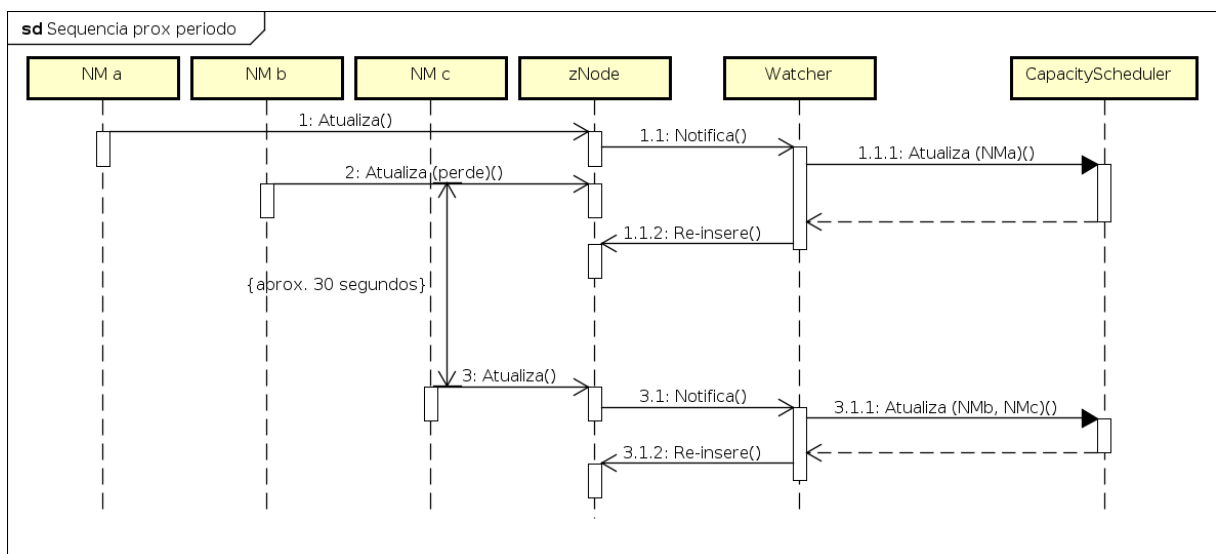 sd Sequencia prox periodo
NM a
NM b
NM c
zNode
Watcher
CapacityScheduler
1: Atualiza()
1.1: Notifica()
1.1.1: Atualiza (NMa)()
2: Atualiza (perde)()
1.1.2: Re-insere()
{aprox. 30 segundos}
3: Atualiza()
3.1: Notifica()
3.1.1: Atualiza (NMb, NMc)()
3.1.2: Re-insere()